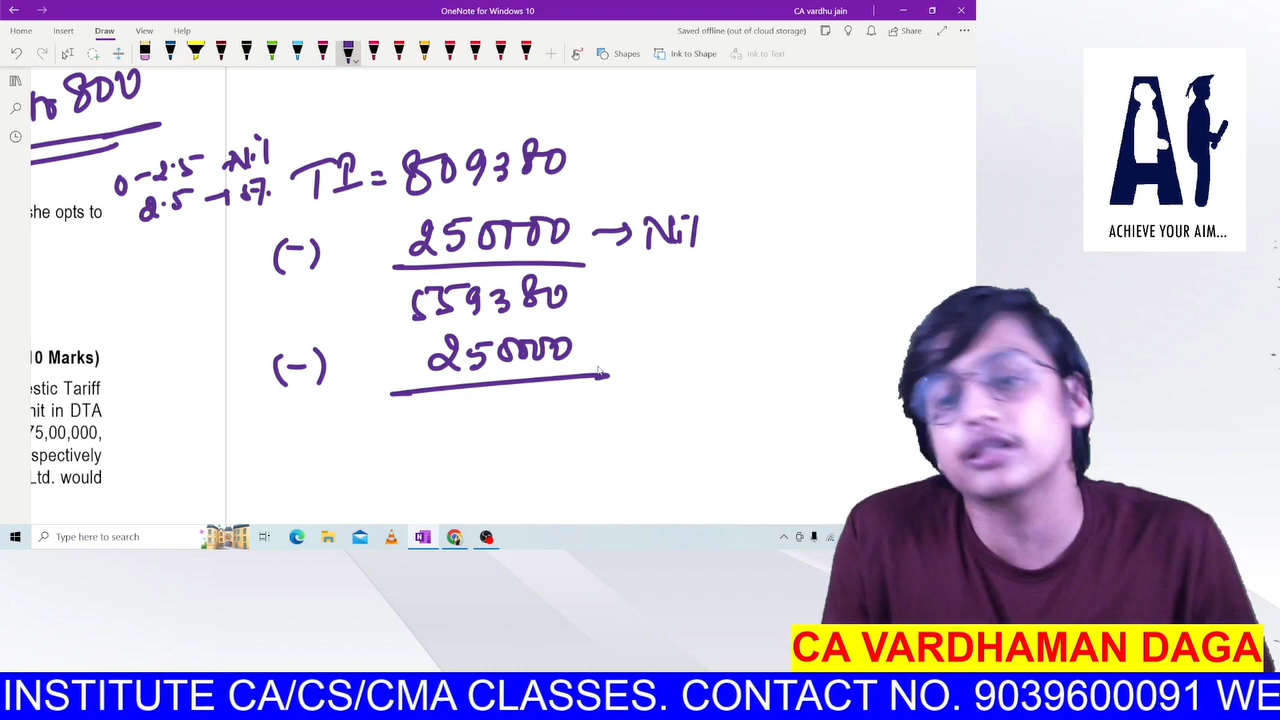 OneNote for Windows 10
CA vardhu jain
Home Insert Draw View Help
Saved offline (out of cloud storage)
Share
Shapes
Ink to Shape
Ink to Text
to 800
0-2.5 Nil
2.5 → 5%
TI = 809380
(-) 250000 → Nil
559380
(-) 250000
she opts to
10 Marks)
estic Tariff
nit in DTA
75,00,000,
spectively
Ltd. would
AI
ACHIEVE YOUR AIM...
Type here to search
CA VARDHAMAN DAGA
INSTITUTE CA/CS/CMA CLASSES. CONTACT NO. 9039600091 WE